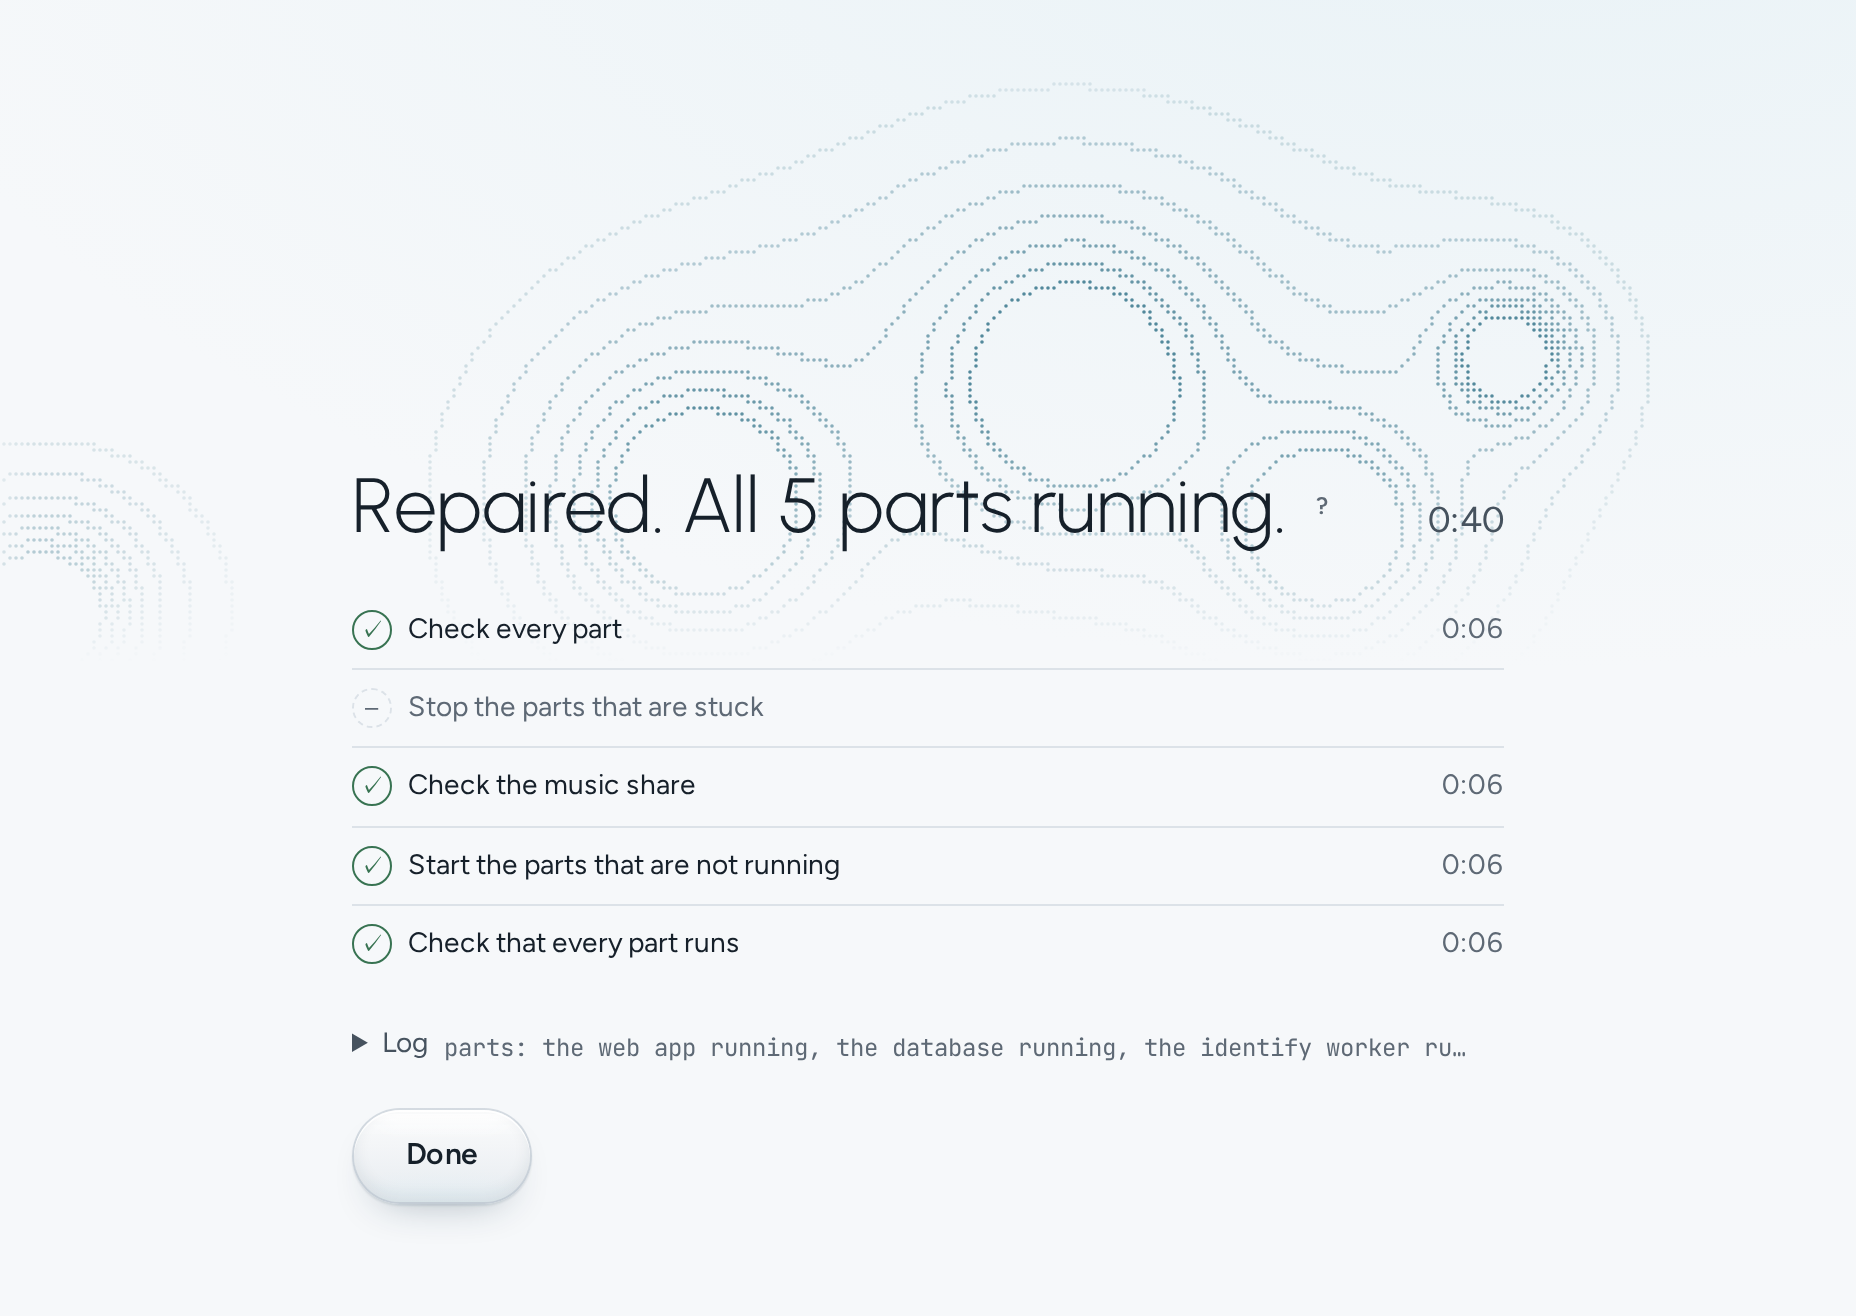 Repaired. All 5 parts running. ? 0:40
✓ Check every part 0:06
– Stop the parts that are stuck
✓ Check the music share 0:06
✓ Start the parts that are not running 0:06
✓ Check that every part runs 0:06
▶ Log parts: the web app running, the database running, the identify worker ru…
Done